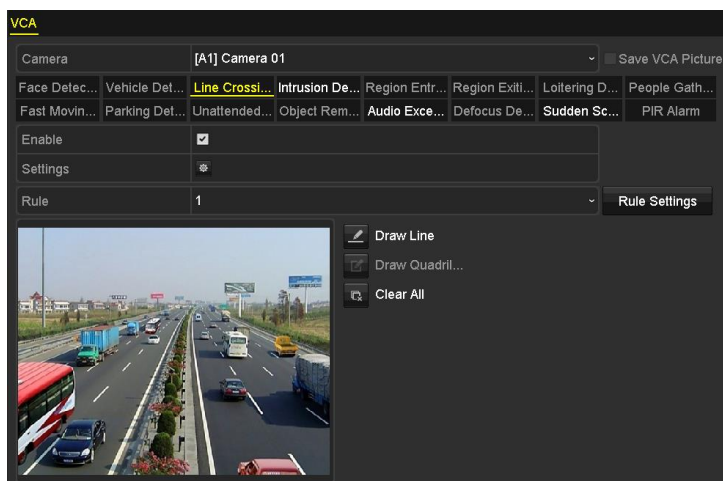 VCA
Camera [A1] Camera 01 Save VCA Picture
Face Detec... Vehicle Det... Line Crossi... Intrusion De... Region Entr... Region Exiti... Loitering D... People Gath...
Fast Movin... Parking Det... Unattended... Object Rem... Audio Exce... Defocus De... Sudden Sc... PIR Alarm
Enable
Settings
Rule 1 Rule Settings
Draw Line
Draw Quadril...
Clear All